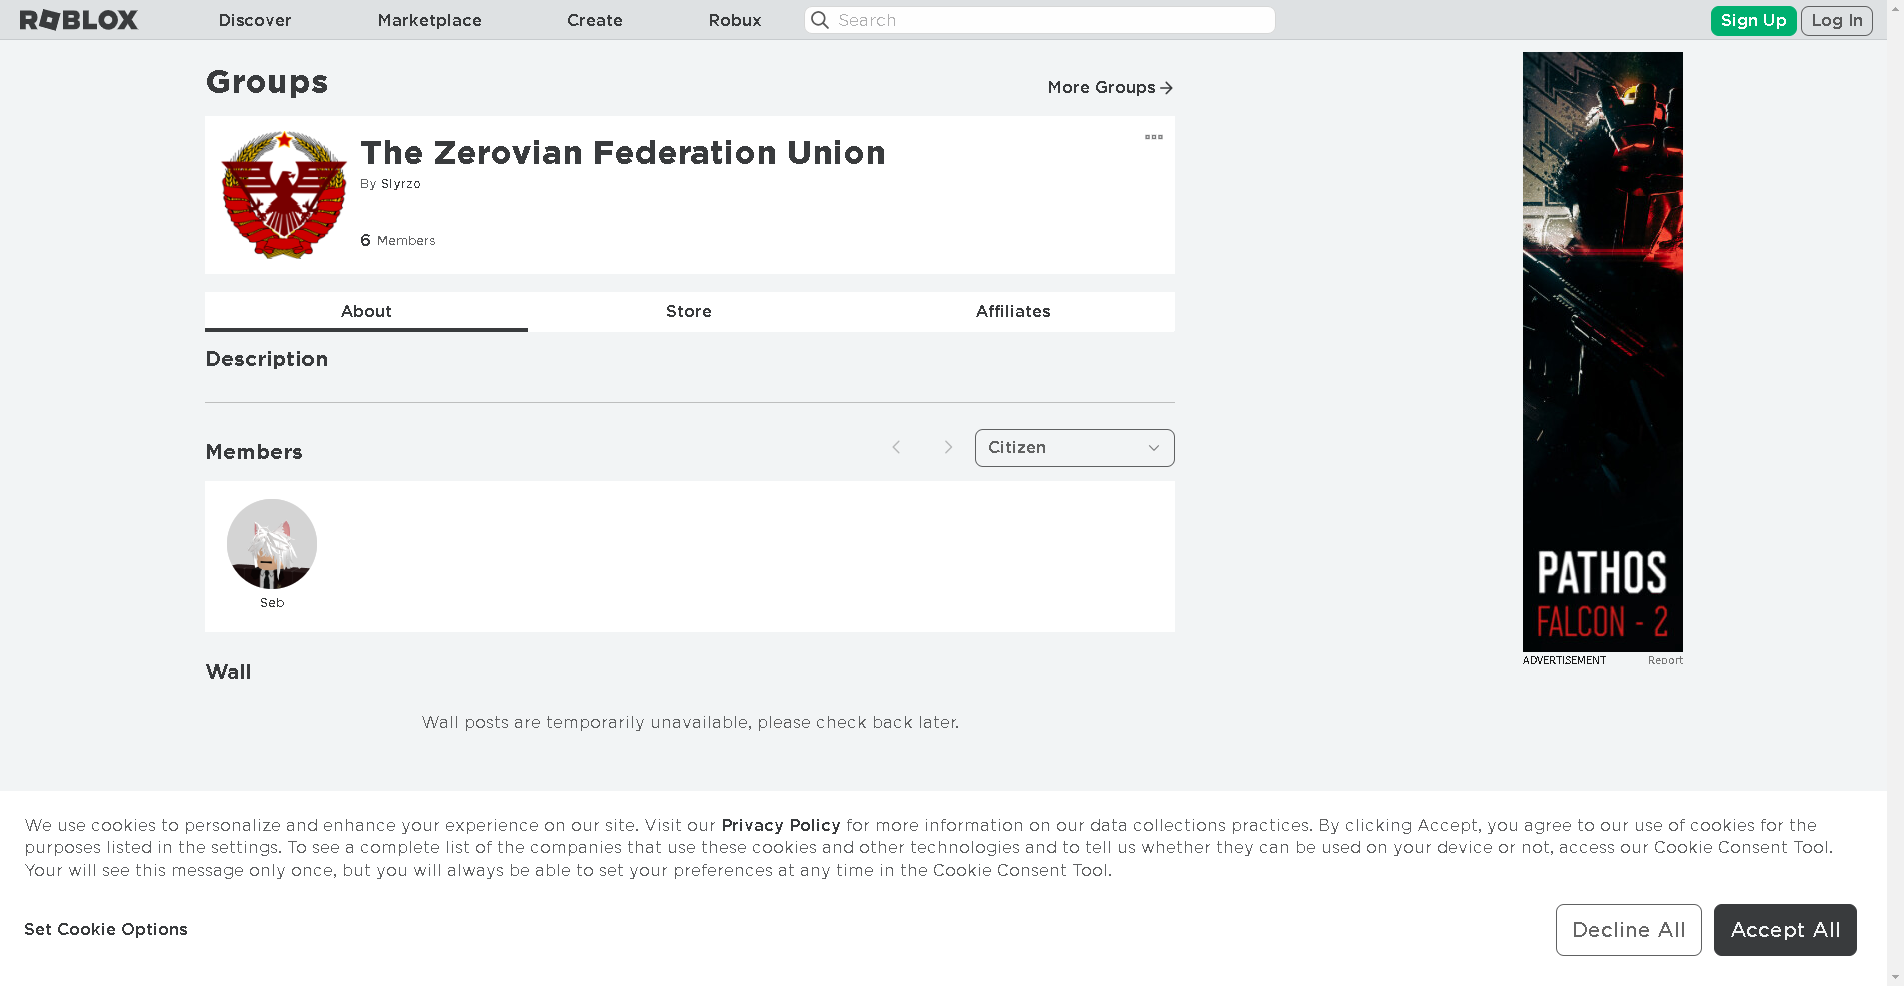 ROBLOX Discover Marketplace Create Robux Search Sign Up Log In
Groups
More Groups
The Zerovian Federation Union
By Slyrzo
6 Members
About Store Affiliates
Description
Members
Citizen
Seb
Wall
Wall posts are temporarily unavailable, please check back later.
PATHOS
FALCON - 2
ADVERTISEMENT Report
We use cookies to personalize and enhance your experience on our site. Visit our Privacy Policy for more information on our data collections practices. By clicking Accept, you agree to our use of cookies for the
purposes listed in the settings. To see a complete list of the companies that use these cookies and other technologies and to tell us whether they can be used on your device or not, access our Cookie Consent Tool.
Your will see this message only once, but you will always be able to set your preferences at any time in the Cookie Consent Tool.
Set Cookie Options
Decline All
Accept All